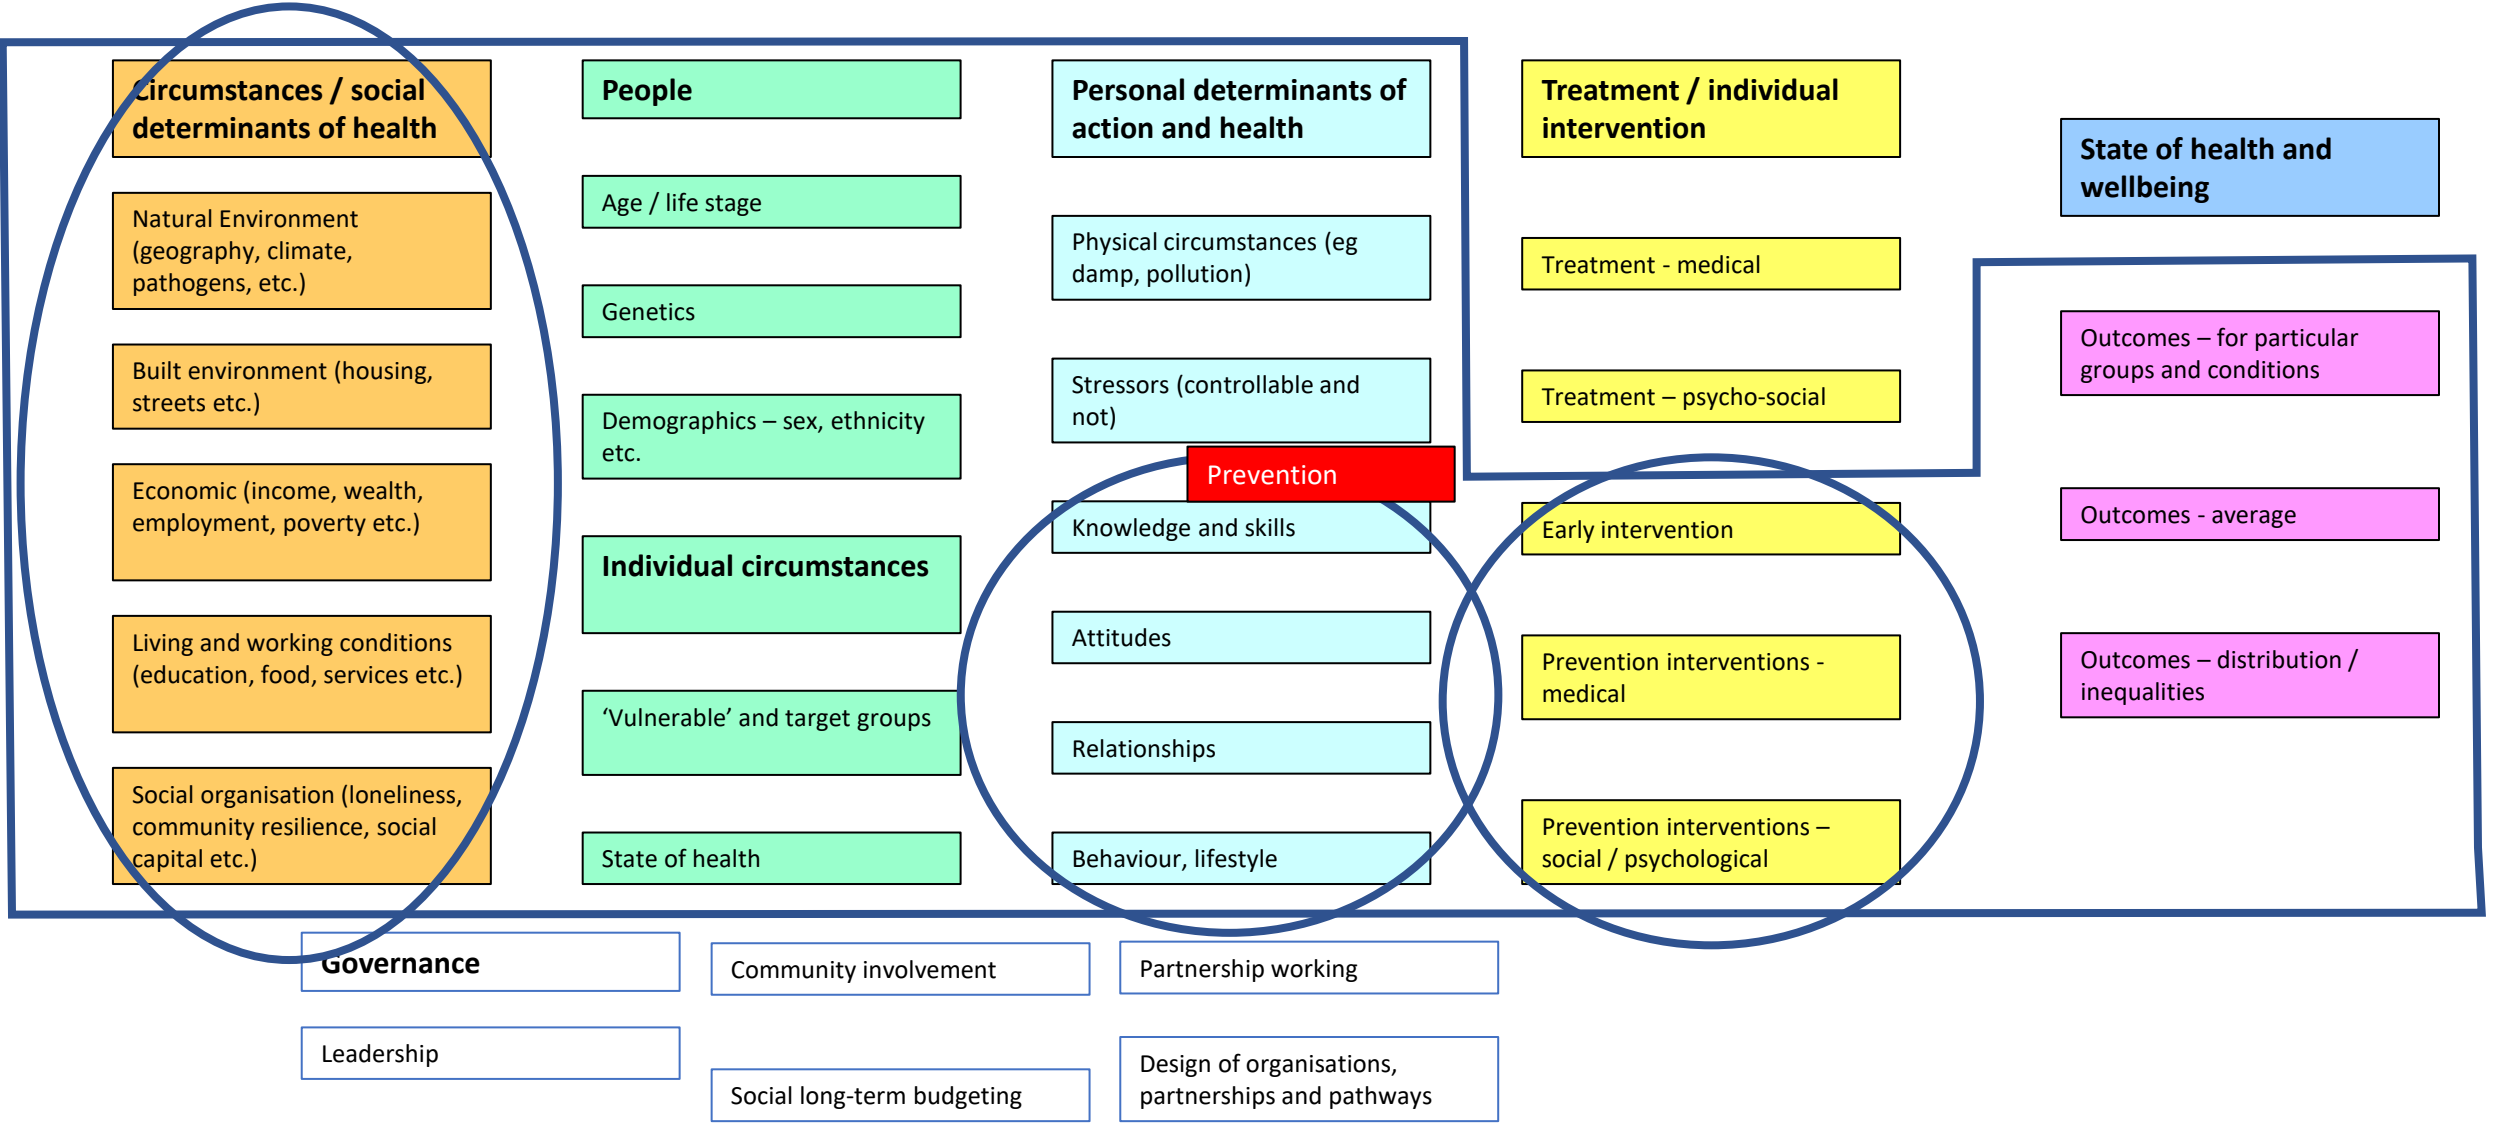 Circumstances / social
determinants of health
Natural Environment
(geography, climate,
pathogens, etc.)
Built environment (housing,
streets etc.)
Economic (income, wealth,
employment, poverty etc.)
Living and working conditions
(education, food, services etc.)
Social organisation (loneliness,
community resilience, social
capital etc.)
People
Age / life stage
Genetics
Demographics – sex, ethnicity
etc.
Individual circumstances
‘Vulnerable’ and target groups
State of health
Personal determinants of
action and health
Physical circumstances (eg
damp, pollution)
Stressors (controllable and
not)
Prevention
Knowledge and skills
Attitudes
Relationships
Behaviour, lifestyle
Treatment / individual
intervention
Treatment - medical
Treatment – psycho-social
Early intervention
Prevention interventions -
medical
Prevention interventions –
social / psychological
State of health and
wellbeing
Outcomes – for particular
groups and conditions
Outcomes - average
Outcomes – distribution /
inequalities
Governance
Leadership
Community involvement
Social long-term budgeting
Partnership working
Design of organisations,
partnerships and pathways